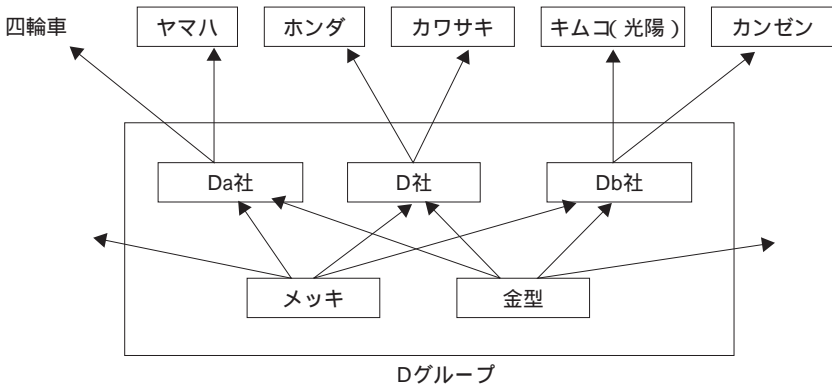 四輪車
ヤマハ
ホンダ
カワサキ
キムコ(光陽)
カンゼン
Da社
D社
Db社
メッキ
金型
Dグループ